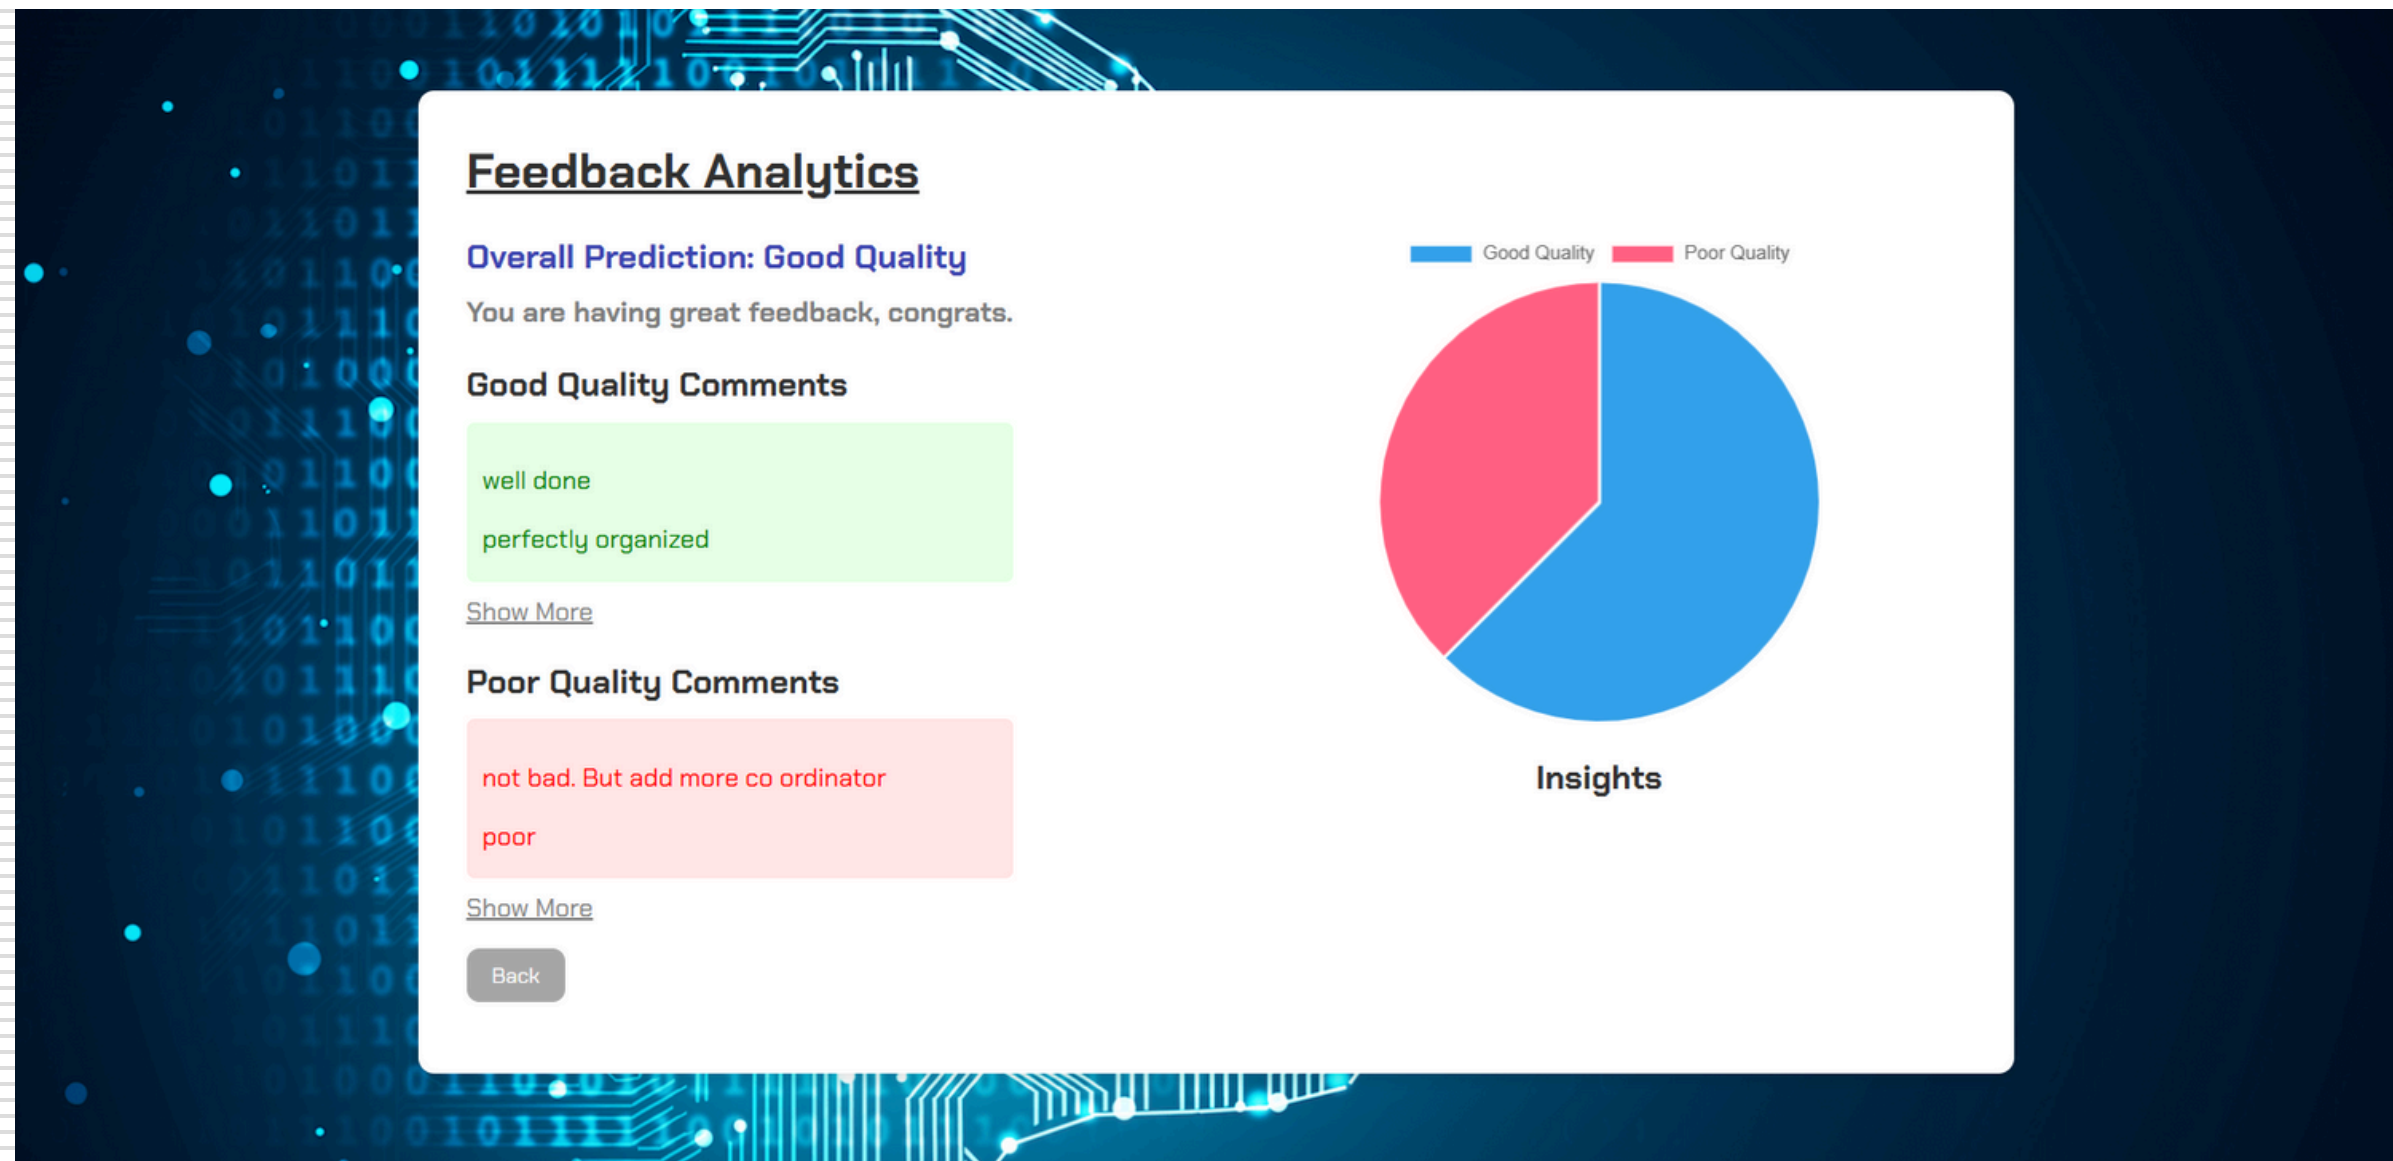 Feedback Analytics
Overall Prediction: Good Quality
You are having great feedback, congrats.
Good Quality Comments
well done
perfectly organized
Show More
Poor Quality Comments
not bad. But add more co ordinator
poor
Show More
Back
Good Quality Poor Quality
Insights